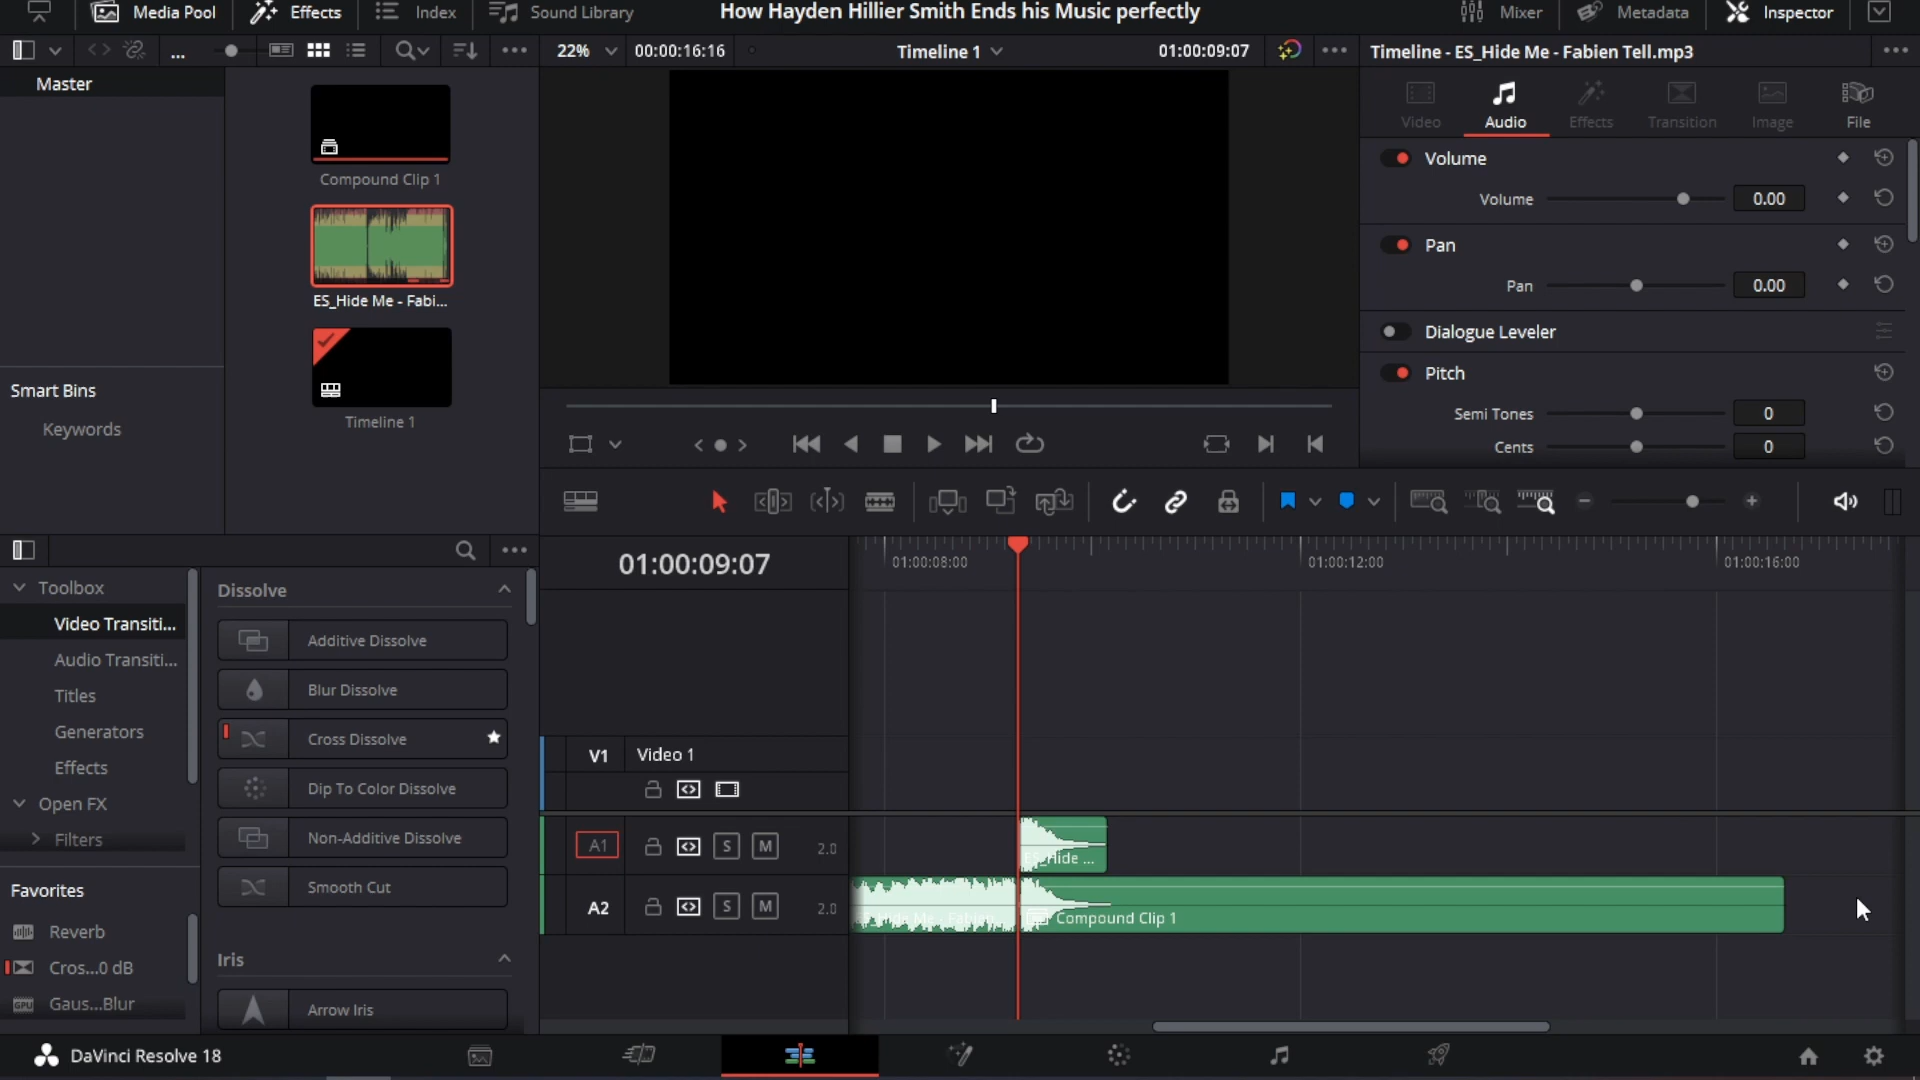 Media Pool
Effects
Index
Sound Library
How Hayden Hillier Smith Ends his Music perfectly
Mixer
Metadata
Inspector
...
22%
00:00:16:16
Timeline 1
01:00:09:07
Timeline - ES_Hide Me - Fabien Tell.mp3
Master
Compound Clip 1
ES_Hide Me - Fabi...
Timeline 1
Smart Bins
Keywords
Video
Audio
Effects
Transition
Image
File
Volume
Volume
0.00
Pan
Pan
0.00
Dialogue Leveler
Pitch
Semi Tones
0
Cents
0
Toolbox
Video Transiti...
Audio Transiti...
Titles
Generators
Effects
Open FX
Filters
Favorites
Reverb
Cros...0 dB
GPU
Gaus...Blur
Dissolve
Additive Dissolve
Blur Dissolve
Cross Dissolve
Dip To Color Dissolve
Non-Additive Dissolve
Smooth Cut
Iris
Arrow Iris
01:00:09:07
01:00:08:00
01:00:12:00
01:00:16:00
V1
Video 1
A1
S
M
2.0
ES_Hide ...
A2
S
M
2.0
Compound Clip 1
DaVinci Resolve 18